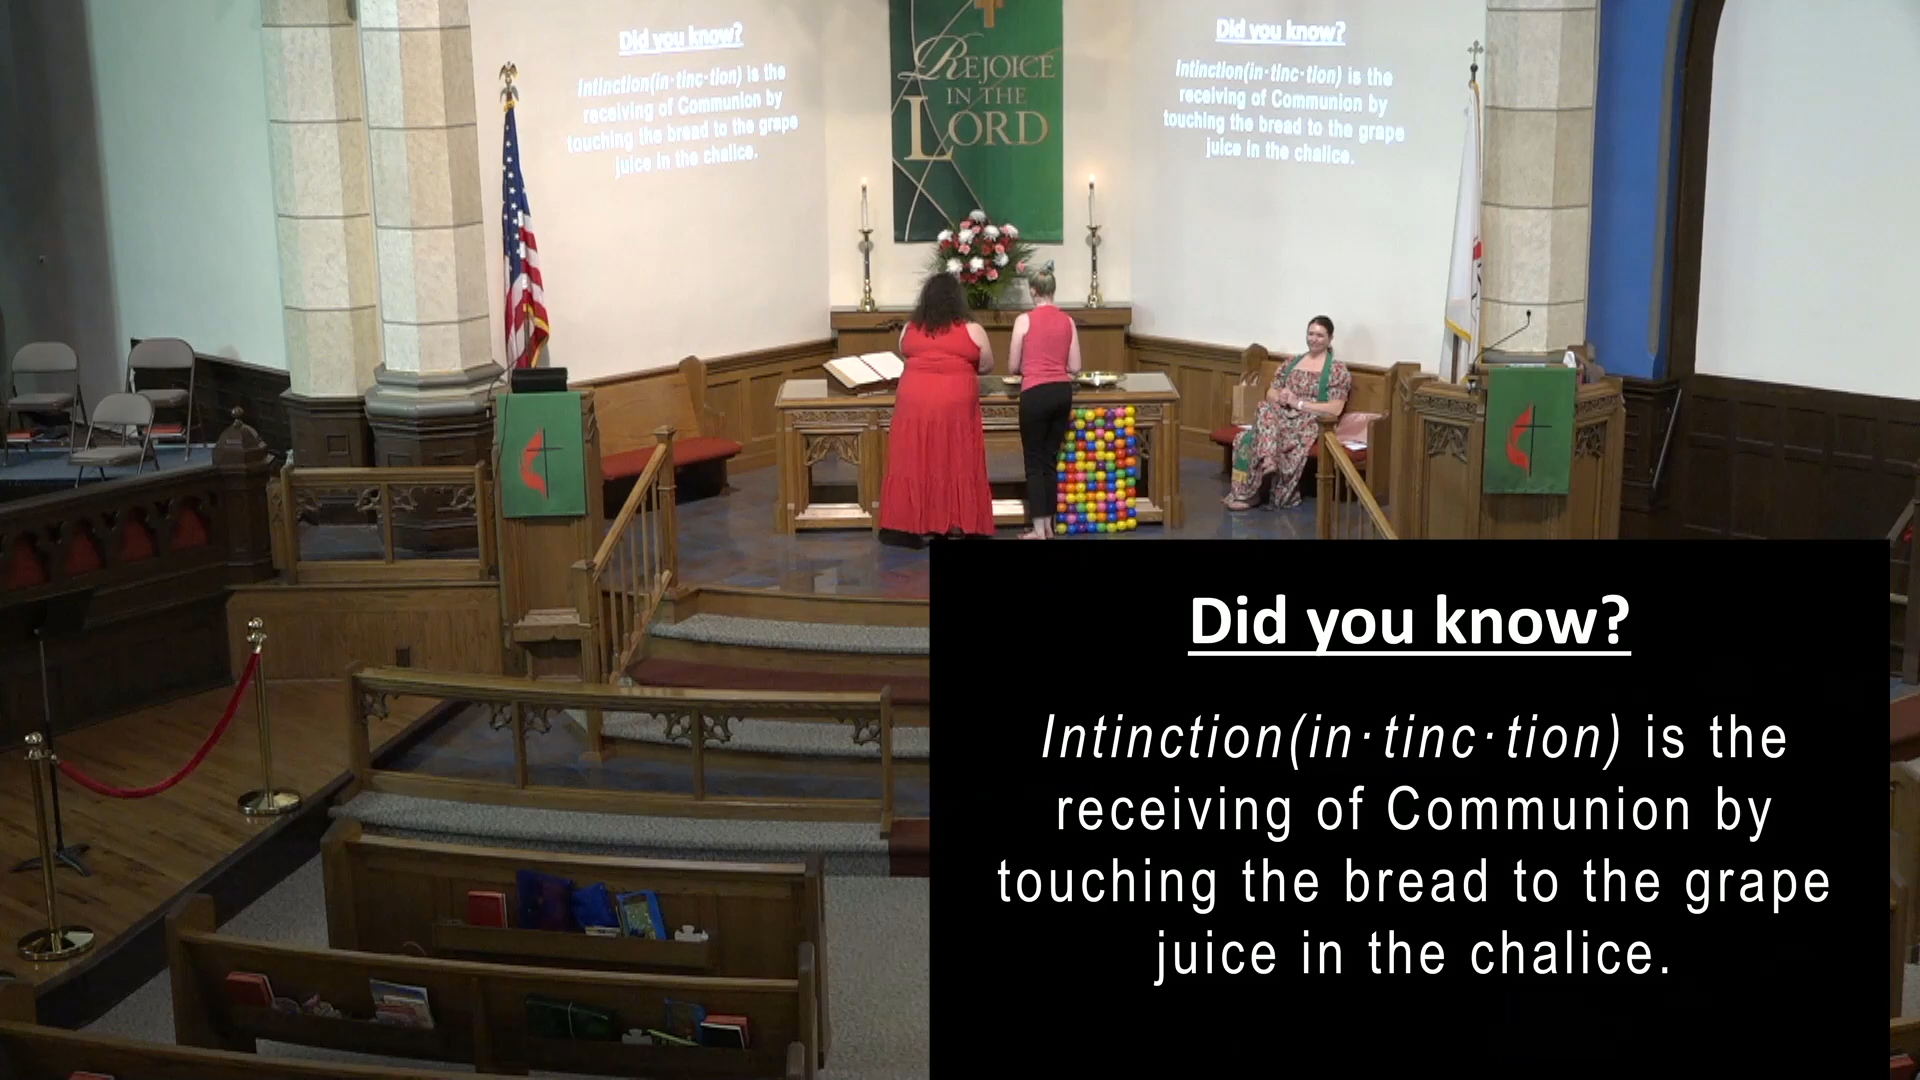 Did you know?
Intinction(in·tinc·tion) is the
receiving of Communion by
touching the bread to the grape
juice in the chalice.
REJOICE
IN THE
LORD
Did you know?
Intinction(in·tinc·tion) is the
receiving of Communion by
touching the bread to the grape
juice in the chalice.
Did you know?
Intinction(in·tinc·tion) is the
receiving of Communion by
touching the bread to the grape
juice in the chalice.